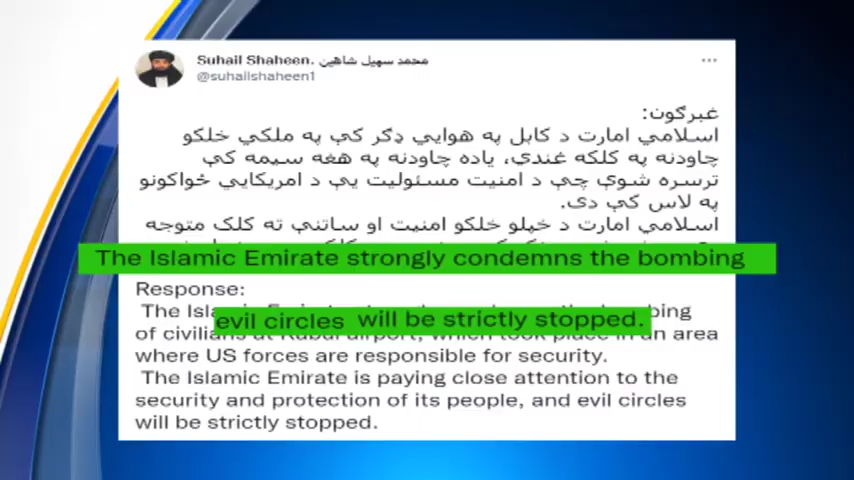 Suhail Shaheen. محمد سهیل شاهین
@suhailshaheen1
غبرګون:
اسلامي امارت د کابل په هوايي ډګر کې په ملکي خلکو
چاودنه په کلکه غندي، یاده چاودنه په هغه سیمه کې
ترسره شوې چې د امنیت مسئولیت یې د امریکایي ځواکونو
په لاس کې دی.
اسلامي امارت د خپلو خلکو امنیت او ساتنې ته کلک متوجه
The Islamic Emirate strongly condemns the bombing
Response:
The Isl bing
evil circles will be strictly stopped.
of civilians at Kabul airport, which took place in an area
where US forces are responsible for security.
The Islamic Emirate is paying close attention to the
security and protection of its people, and evil circles
will be strictly stopped.